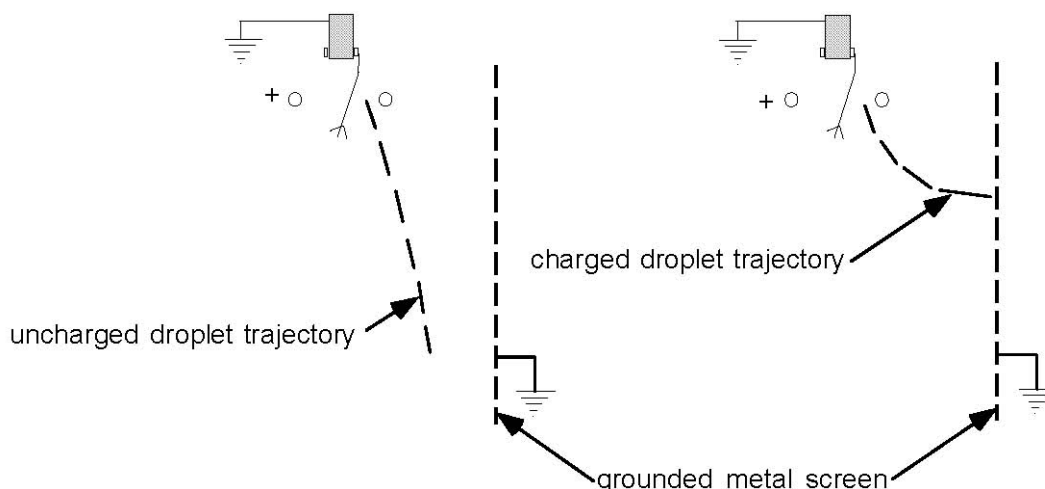 +
+
charged droplet trajectory
uncharged droplet trajectory
grounded metal screen